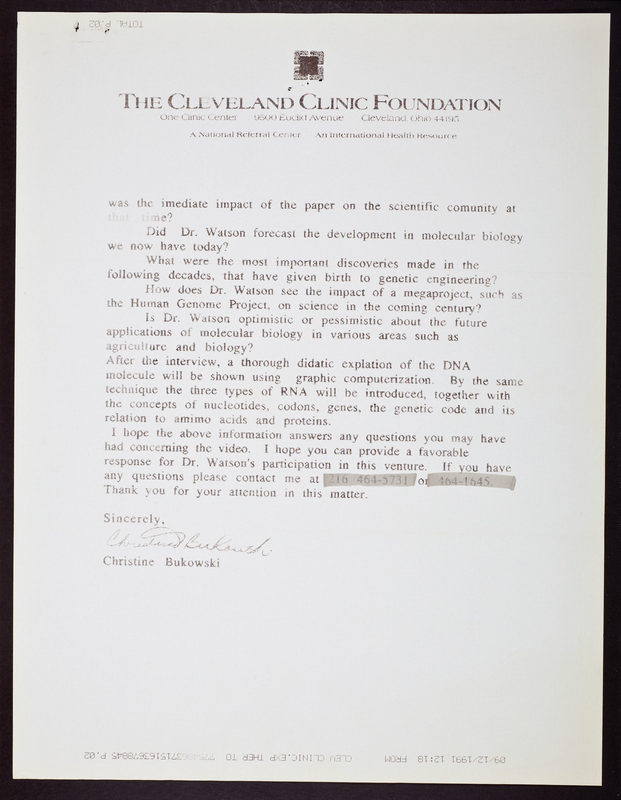 TOTAL P.02
THE CLEVELAND CLINIC FOUNDATION
One Clinic Center 9500 Euclid Avenue Cleveland, Ohio 44195
A National Referral Center An International Health Resource
was the imediate impact of the paper on the scientific comunity at
that time?
Did Dr. Watson forecast the development in molecular biology
we now have today?
What were the most important discoveries made in the
following decades, that have given birth to genetic engineering?
How does Dr. Watson see the impact of a megaproject, such as
the Human Genome Project, on science in the coming century?
Is Dr. Watson optimistic or pessimistic about the future
applications of molecular biology in various areas such as
agriculture and biology?
After the interview, a thorough didatic explation of the DNA
molecule will be shown using graphic computerization. By the same
technique the three types of RNA will be introduced, together with
the concepts of nucleotides, codons, genes, the genetic code and its
relation to amimo acids and proteins.
I hope the above information answers any questions you may have
had concerning the video. I hope you can provide a favorable
response for Dr. Watson's participation in this venture. If you have
any questions please contact me at 216 464-5731 or 464-1645.
Thank you for your attention in this matter.
Sincerely,
Christine Bukowski
Christine Bukowski
09/12/1991 12:18 FROM CLEV CLINIC.EXP THER TO P.02